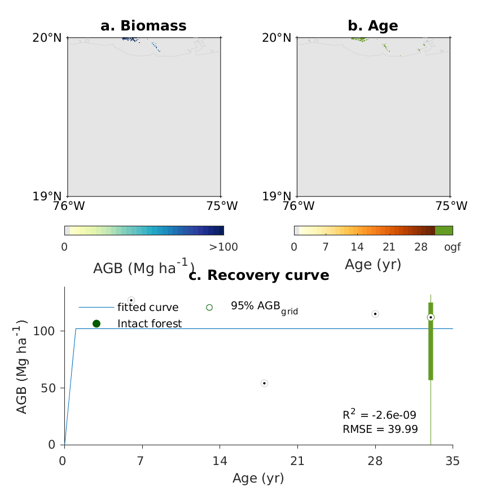 a. Biomass
b. Age
20°N
20°N
19°N
19°N
76°W
75°W
76°W
75°W
0
>100
0
7
14
21
28
ogf
AGB (Mg ha⁻¹)
Age (yr)
c. Recovery curve
fitted curve
95% AGB_grid
Intact forest
AGB (Mg ha⁻¹)
100
50
0
R² = -2.6e-09
RMSE = 39.99
0
7
14
21
28
35
Age (yr)